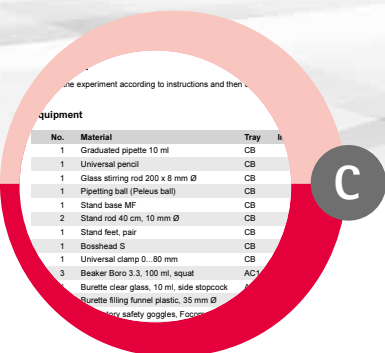 the experiment according to instructions and then
Equipment
No. Material Tray
1 Graduated pipette 10 ml CB
1 Universal pencil CB
1 Glass stirring rod 200 x 8 mm Ø CB
1 Pipetting ball (Peleus ball) CB
1 Stand base MF CB
2 Stand rod 40 cm, 10 mm Ø CB
1 Stand feet, pair CB
1 Bosshead S CB
1 Universal clamp 0...80 mm CB
3 Beaker Boro 3.3, 100 ml, squat AC1
Burette clear glass, 10 ml, side stopcock
Burette filling funnel plastic, 35 mm Ø
safety goggles,
C